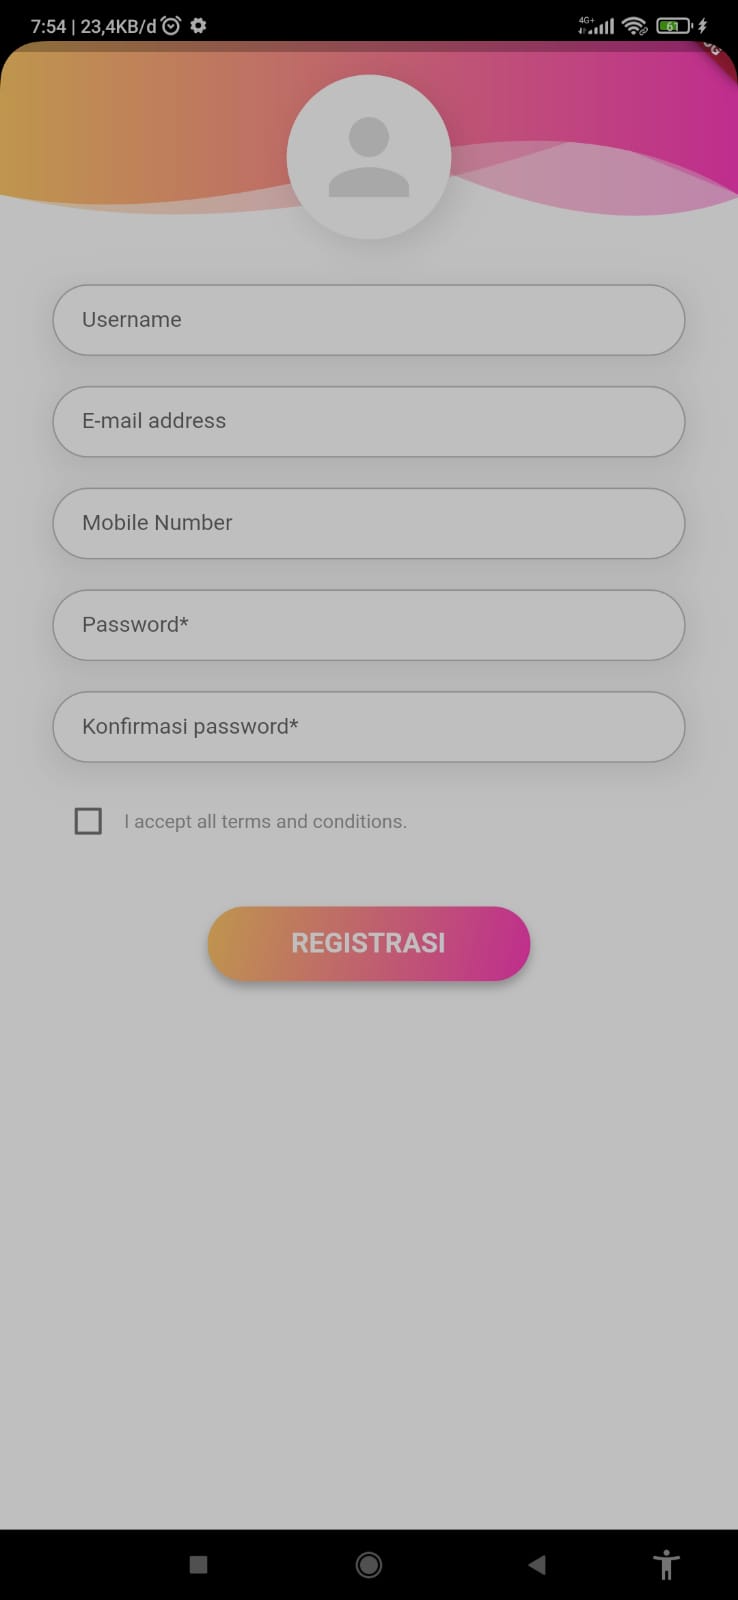 7:54 | 23,4KB/d
4G+
61
Username
E-mail address
Mobile Number
Password*
Konfirmasi password*
I accept all terms and conditions.
REGISTRASI